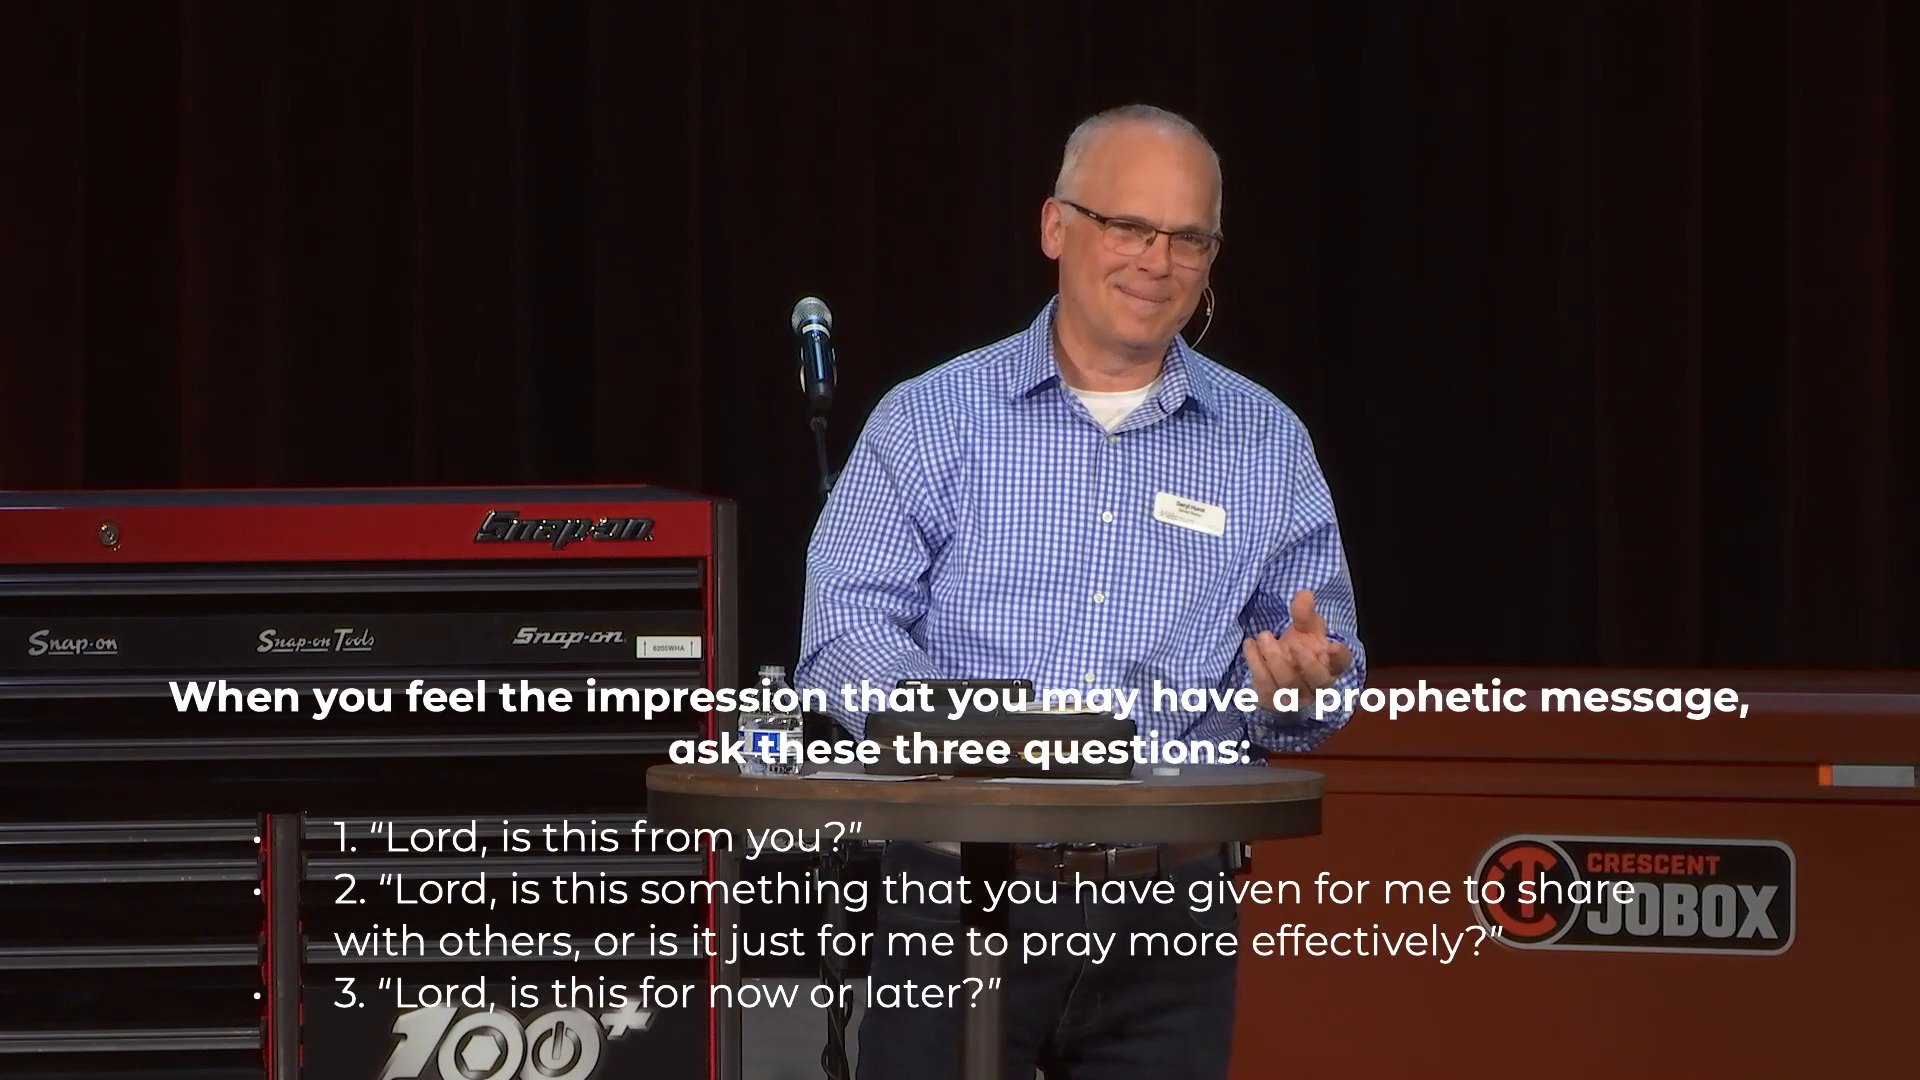 Snap-on
Snap-on
Snap-on Tools
Snap-on
6200WHA
Daryl Hurst
When you feel the impression that you may have a prophetic message,
ask these three questions:
• 1. “Lord, is this from you?”
• 2. “Lord, is this something that you have given for me to share
with others, or is it just for me to pray more effectively?”
• 3. “Lord, is this for now or later?”
CRESCENT
JOBOX
100+